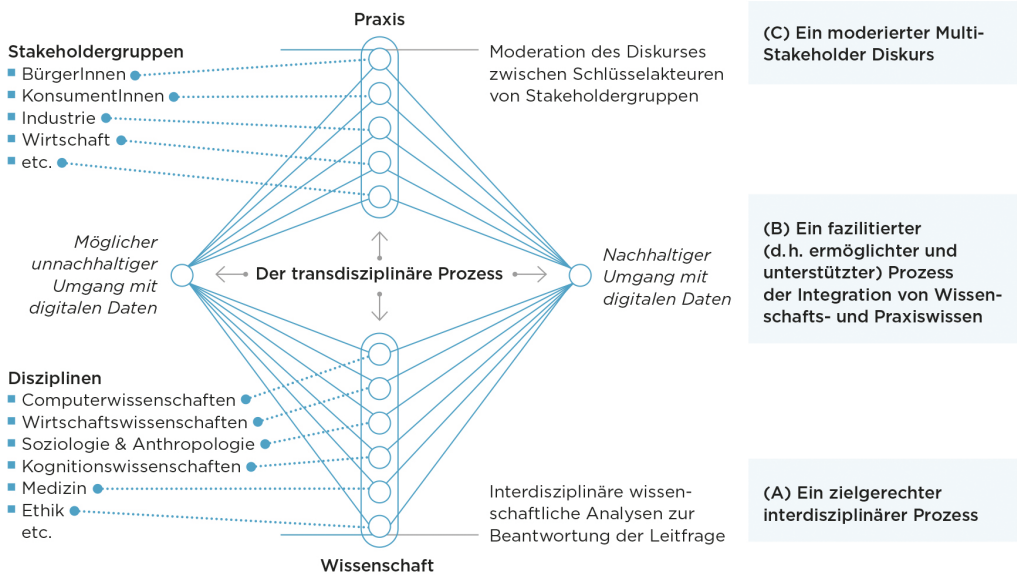 Praxis
Stakeholdergruppen
BürgerInnen
KonsumentInnen
Industrie
Wirtschaft
etc.
Moderation des Diskurses
zwischen Schlüsselakteuren
von Stakeholdergruppen
(C) Ein moderierter Multi-
Stakeholder Diskurs
Möglicher
unnachhaltiger
Umgang mit
digitalen Daten
Der transdisziplinäre Prozess
Nachhaltiger
Umgang mit
digitalen Daten
(B) Ein fazilitierter
(d. h. ermöglichter und
unterstützter) Prozess
der Integration von Wissen-
schafts- und Praxiswissen
Disziplinen
Computerwissenschaften
Wirtschaftswissenschaften
Soziologie & Anthropologie
Kognitionswissenschaften
Medizin
Ethik
etc.
Interdisziplinäre wissen-
schaftliche Analysen zur
Beantwortung der Leitfrage
(A) Ein zielgerechter
interdisziplinärer Prozess
Wissenschaft